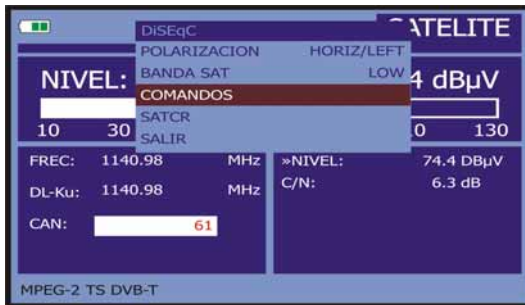 DiSEqC
SATELITE
POLARIZACION HORIZ/LEFT
BANDA SAT LOW
COMANDOS
SATCR
SALIR
NIVEL: 4 dBµV
10 30 0 130
FREC: 1140.98 MHz
DL-Ku: 1140.98 MHz
CAN: 61
»NIVEL: 74.4 DBµV
C/N: 6.3 dB
MPEG-2 TS DVB-T